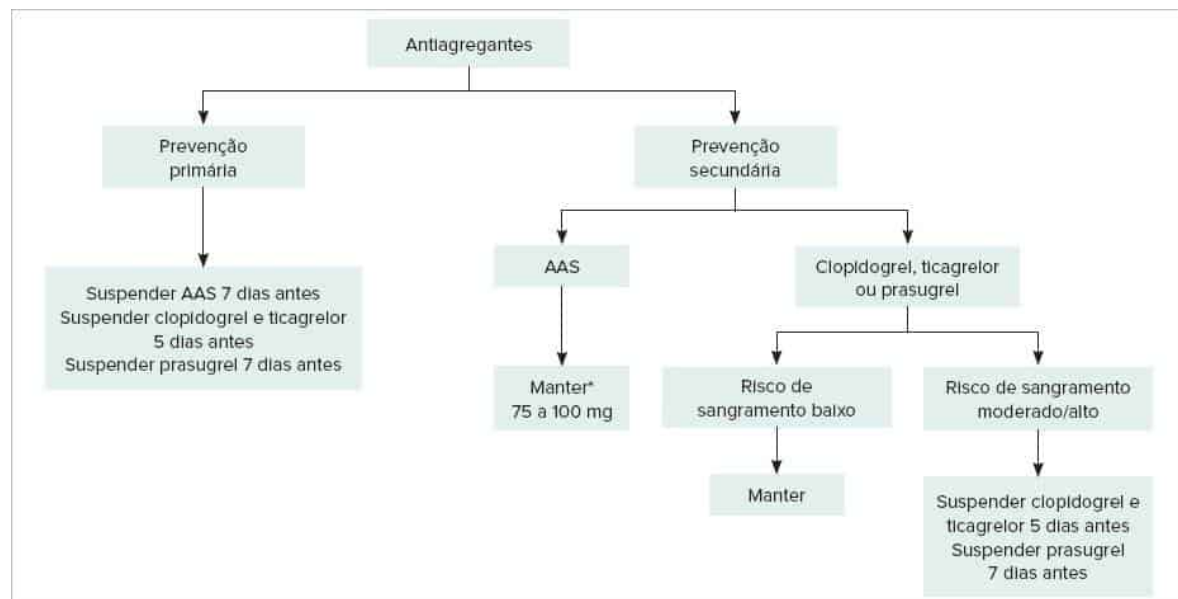 Antiagregantes
Prevenção
primária
Prevenção
secundária
Suspender AAS 7 dias antes
Suspender clopidogrel e ticagrelor
5 dias antes
Suspender prasugrel 7 dias antes
AAS
Clopidogrel, ticagrelor
ou prasugrel
Manter*
75 a 100 mg
Risco de
sangramento baixo
Risco de sangramento
moderado/alto
Manter
Suspender clopidogrel e
ticagrelor 5 dias antes
Suspender prasugrel
7 dias antes